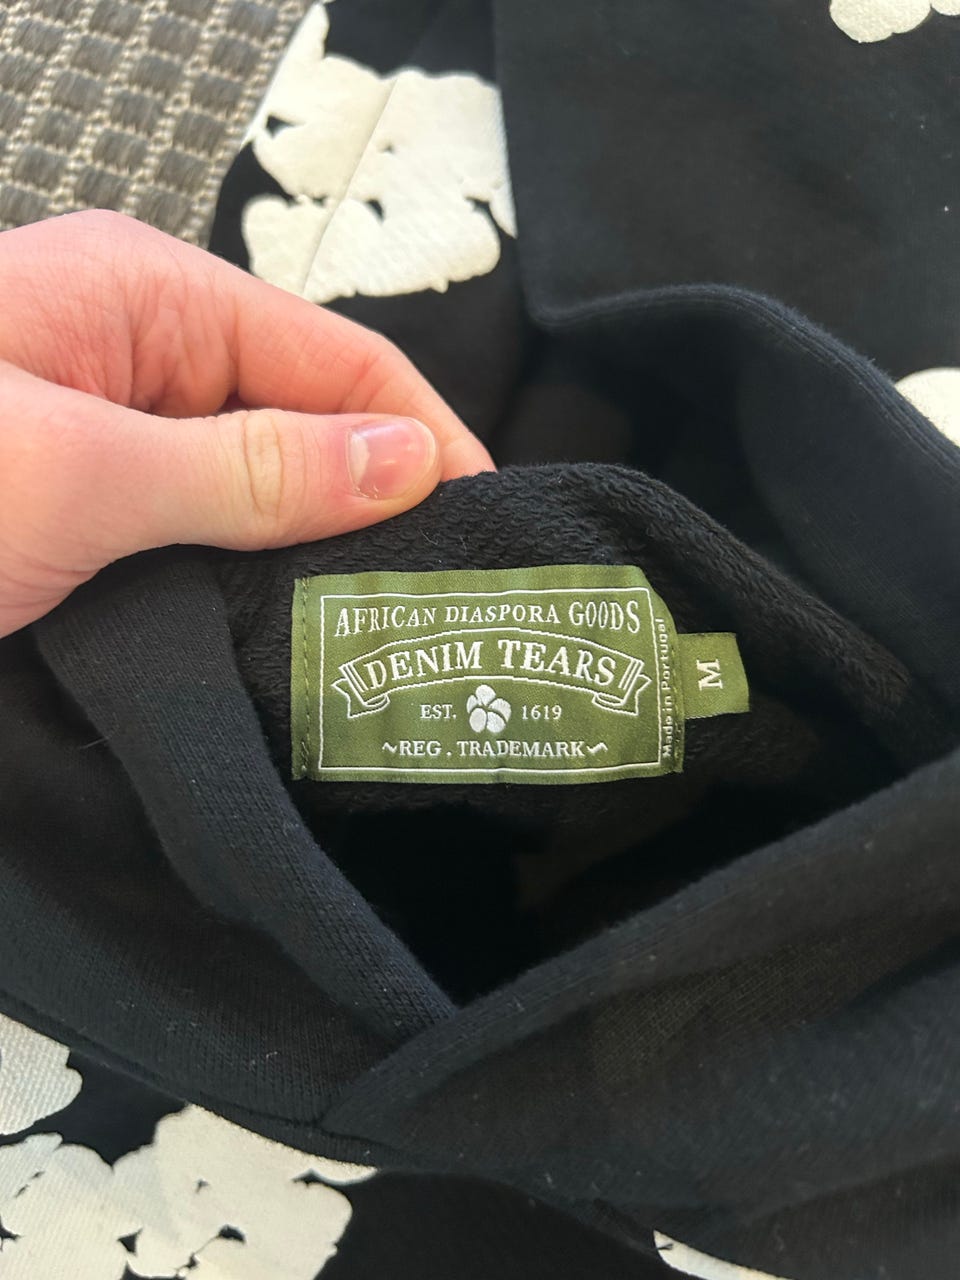 AFRICAN DIASPORA GOODS
DENIM TEARS
EST. 1619
~REG. TRADEMARK~
Made in Portugal
M